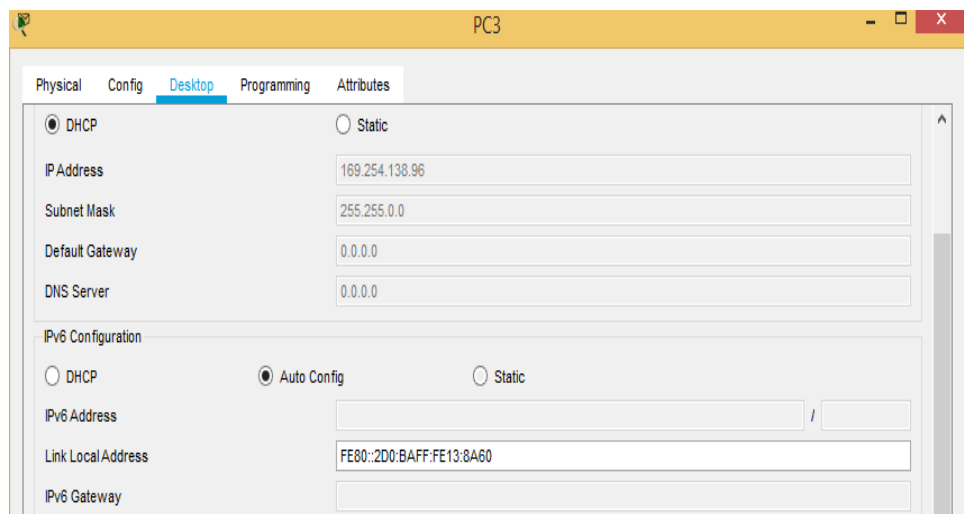 PC3
X
Physical Config Desktop Programming Attributes
DHCP Static
IP Address 169.254.138.96
Subnet Mask 255.255.0.0
Default Gateway 0.0.0.0
DNS Server 0.0.0.0
IPv6 Configuration
DHCP Auto Config Static
IPv6 Address /
Link Local Address FE80::2D0:BAFF:FE13:8A60
IPv6 Gateway